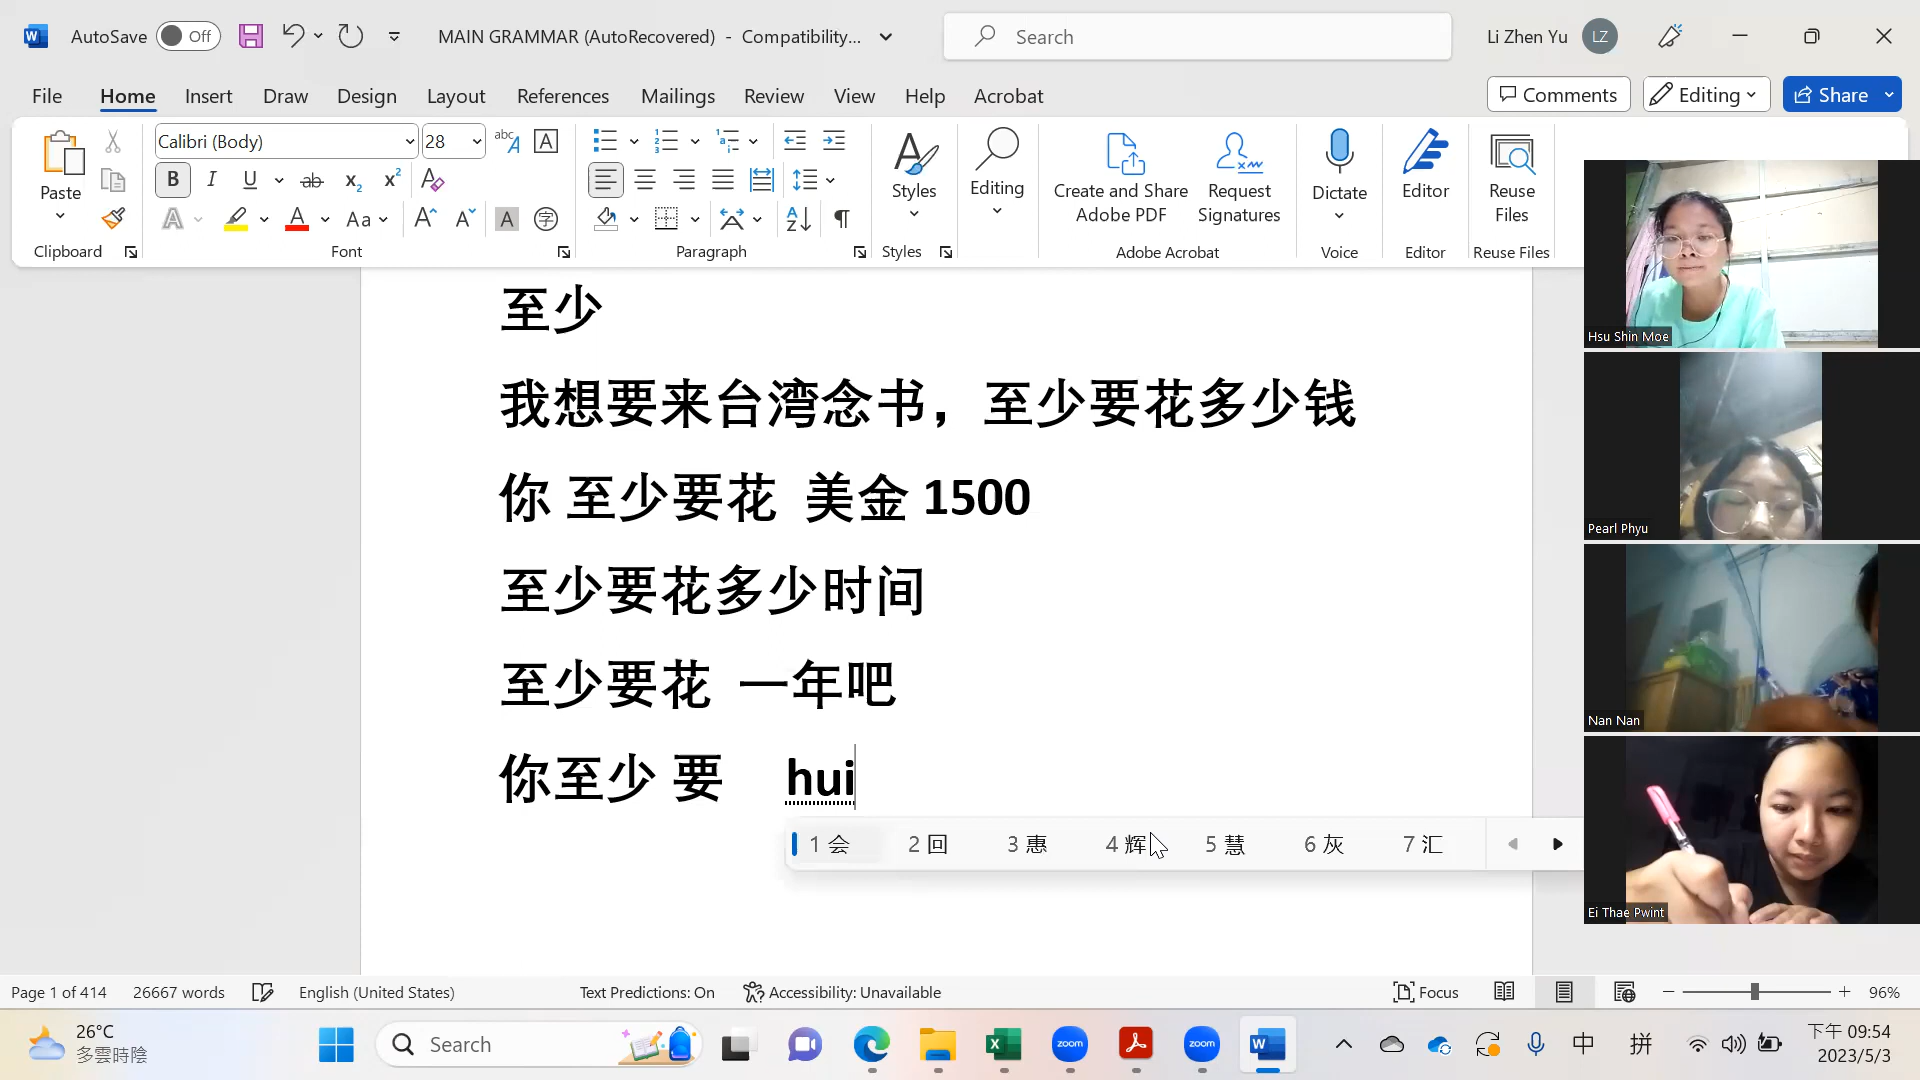 AutoSave Off MAIN GRAMMAR (AutoRecovered) - Compatibility... Search Li Zhen Yu LZ
File Home Insert Draw Design Layout References Mailings Review View Help Acrobat Comments Editing Share
Paste Calibri (Body) 28 Styles Editing Create and Share Adobe PDF Request Signatures Dictate Editor Reuse Files
Clipboard Font Paragraph Styles Adobe Acrobat Voice Editor Reuse Files
至少
我想要来台湾念书，至少要花多少钱
你 至少要花 美金 1500
至少要花多少时间
至少要花 一年吧
你至少 要 hui
1 会 2 回 3 惠 4 辉 5 慧 6 灰 7 汇
Hsu Shin Moe
Pearl Phyu
Nan Nan
Ei Thae Pwint
Page 1 of 414 26667 words English (United States) Text Predictions: On Accessibility: Unavailable Focus 96%
26°C
多雲時陰
Search
zoom
zoom
中 拼
下午 09:54
2023/5/3